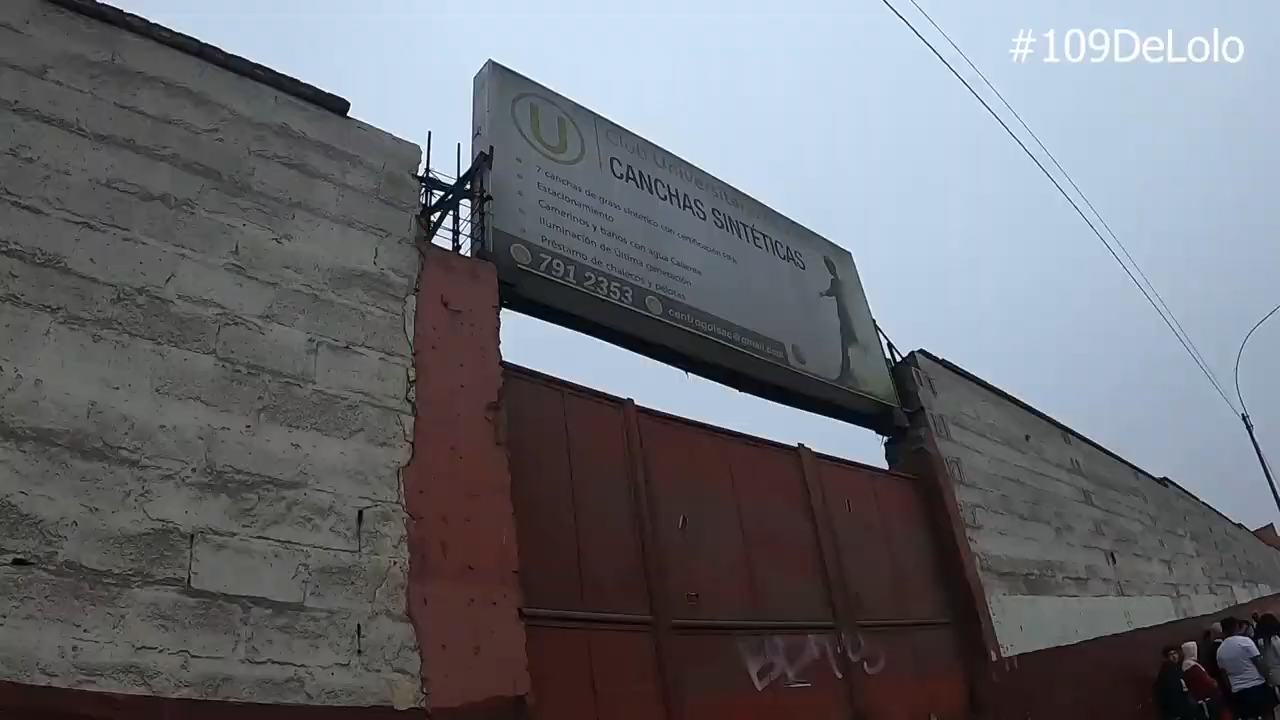 #109DeLolo
U
Club Universitario
CANCHAS SINTÉTICAS
7 canchas de grass sintético con certificación
Estacionamiento
Camerinos y baños con agua Caliente
Iluminación de Última generación
Préstamo de chalecos y pelotas
791 2353